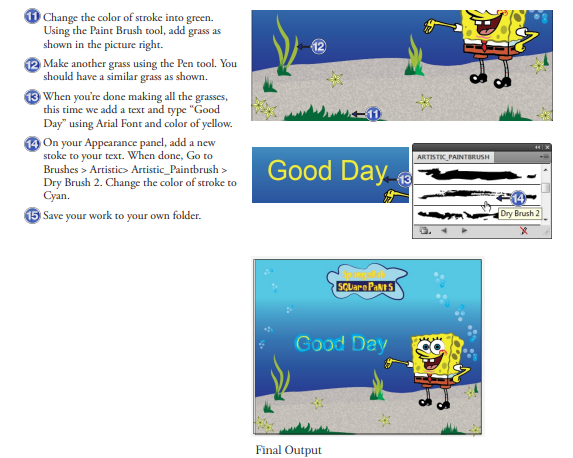 11 Change the color of stroke into green.
Using the Paint Brush tool, add grass as
shown in the picture right.
12 Make another grass using the Pen tool. You
should have a similar grass as shown.
13 When you're done making all the grasses,
this time we add a text and type "Good
Day" using Arial Font and color of yellow.
14 On your Appearance panel, add a new
stoke to your text. When done, Go to
Brushes > Artistic> Artistic_Paintbrush >
Dry Brush 2. Change the color of stroke to
Cyan.
15 Save your work to your own folder.
12
11
Good Day
13
ARTISTIC_PAINTBRUSH
14
Dry Brush 2
SQUarePaNTS
Good Day
Final Output